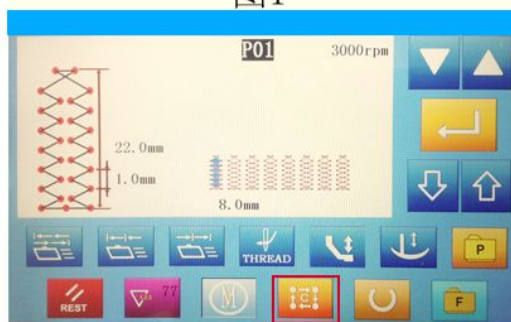 图1
P01 3000rpm
22.0mm
1.0mm
8.0mm
THREAD
P
REST
77
M
C
F